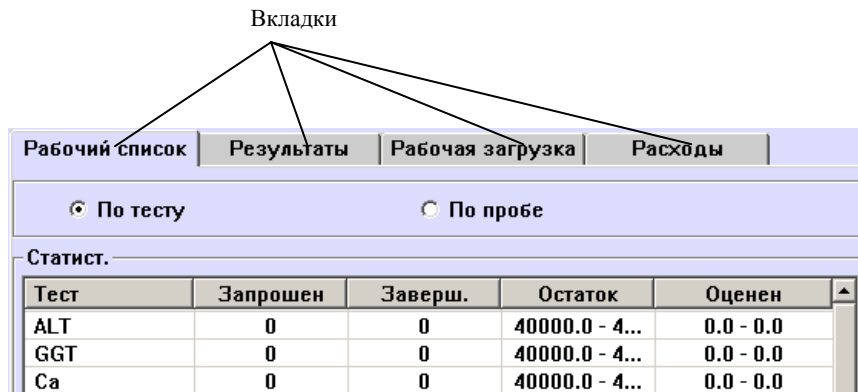 Вкладки
Рабочий список Результаты Рабочая загрузка Расходы
По тесту По пробе
Статист.
Тест Запрошен Заверш. Остаток Оценен
ALT 0 0 40000.0 - 4... 0.0 - 0.0
GGT 0 0 40000.0 - 4... 0.0 - 0.0
Ca 0 0 40000.0 - 4... 0.0 - 0.0